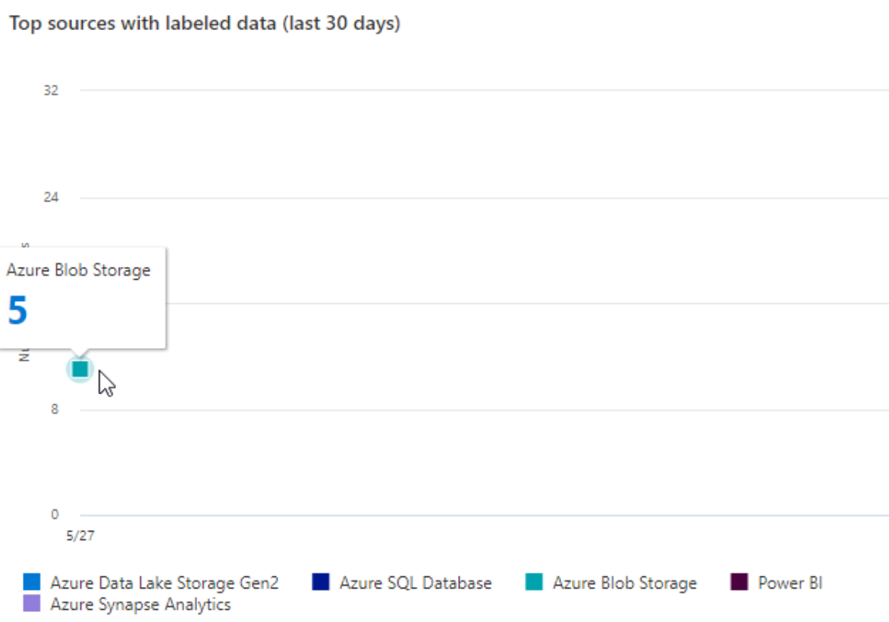 Top sources with labeled data (last 30 days)
32
24
Azure Blob Storage
5
8
0
5/27
Azure Data Lake Storage Gen2 Azure SQL Database Azure Blob Storage Power BI
Azure Synapse Analytics